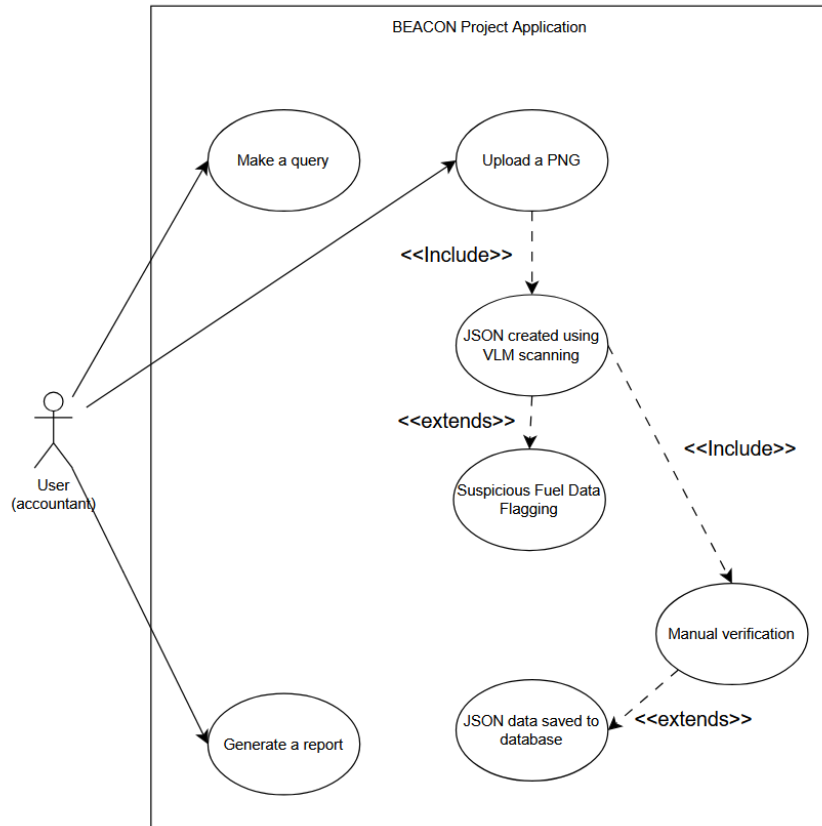 BEACON Project Application
Make a query
Upload a PNG
<<Include>>
JSON created using
VLM scanning
<<extends>>
<<Include>>
Suspicious Fuel Data
Flagging
User
(accountant)
Manual verification
JSON data saved to
database
<<extends>>
Generate a report